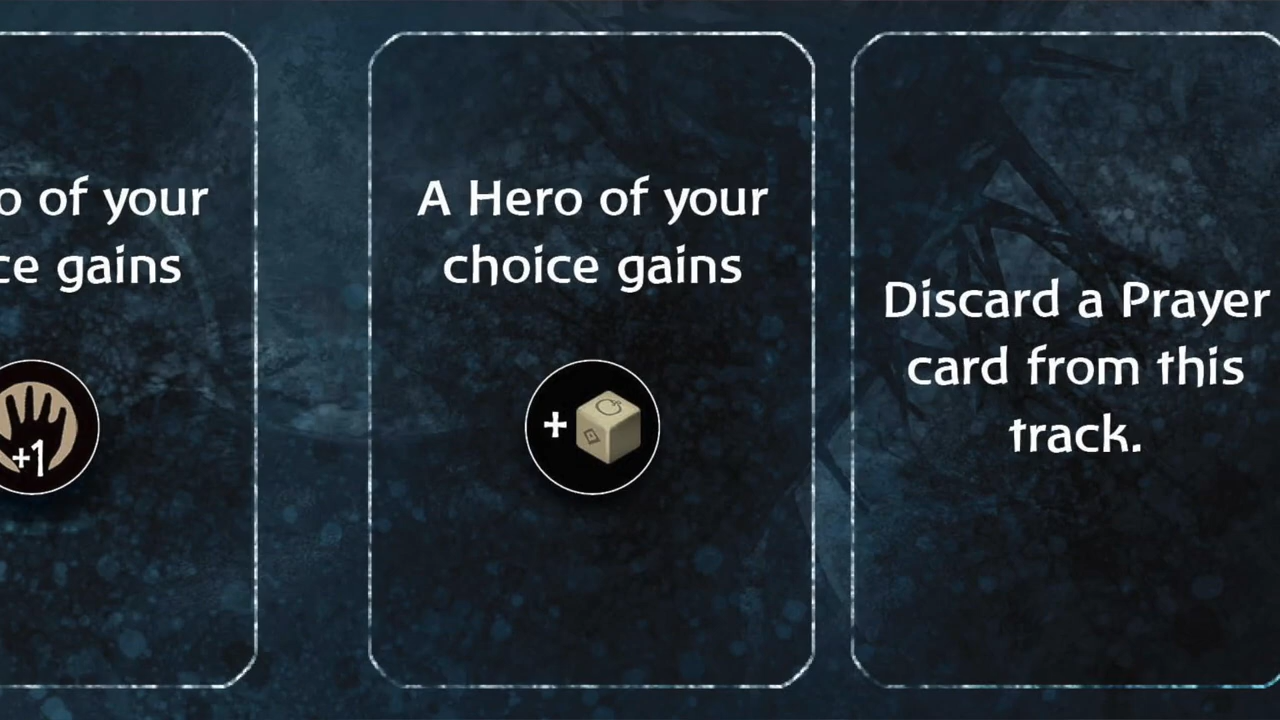 o of your
ce gains
+1
A Hero of your
choice gains
+
Discard a Prayer
card from this
track.